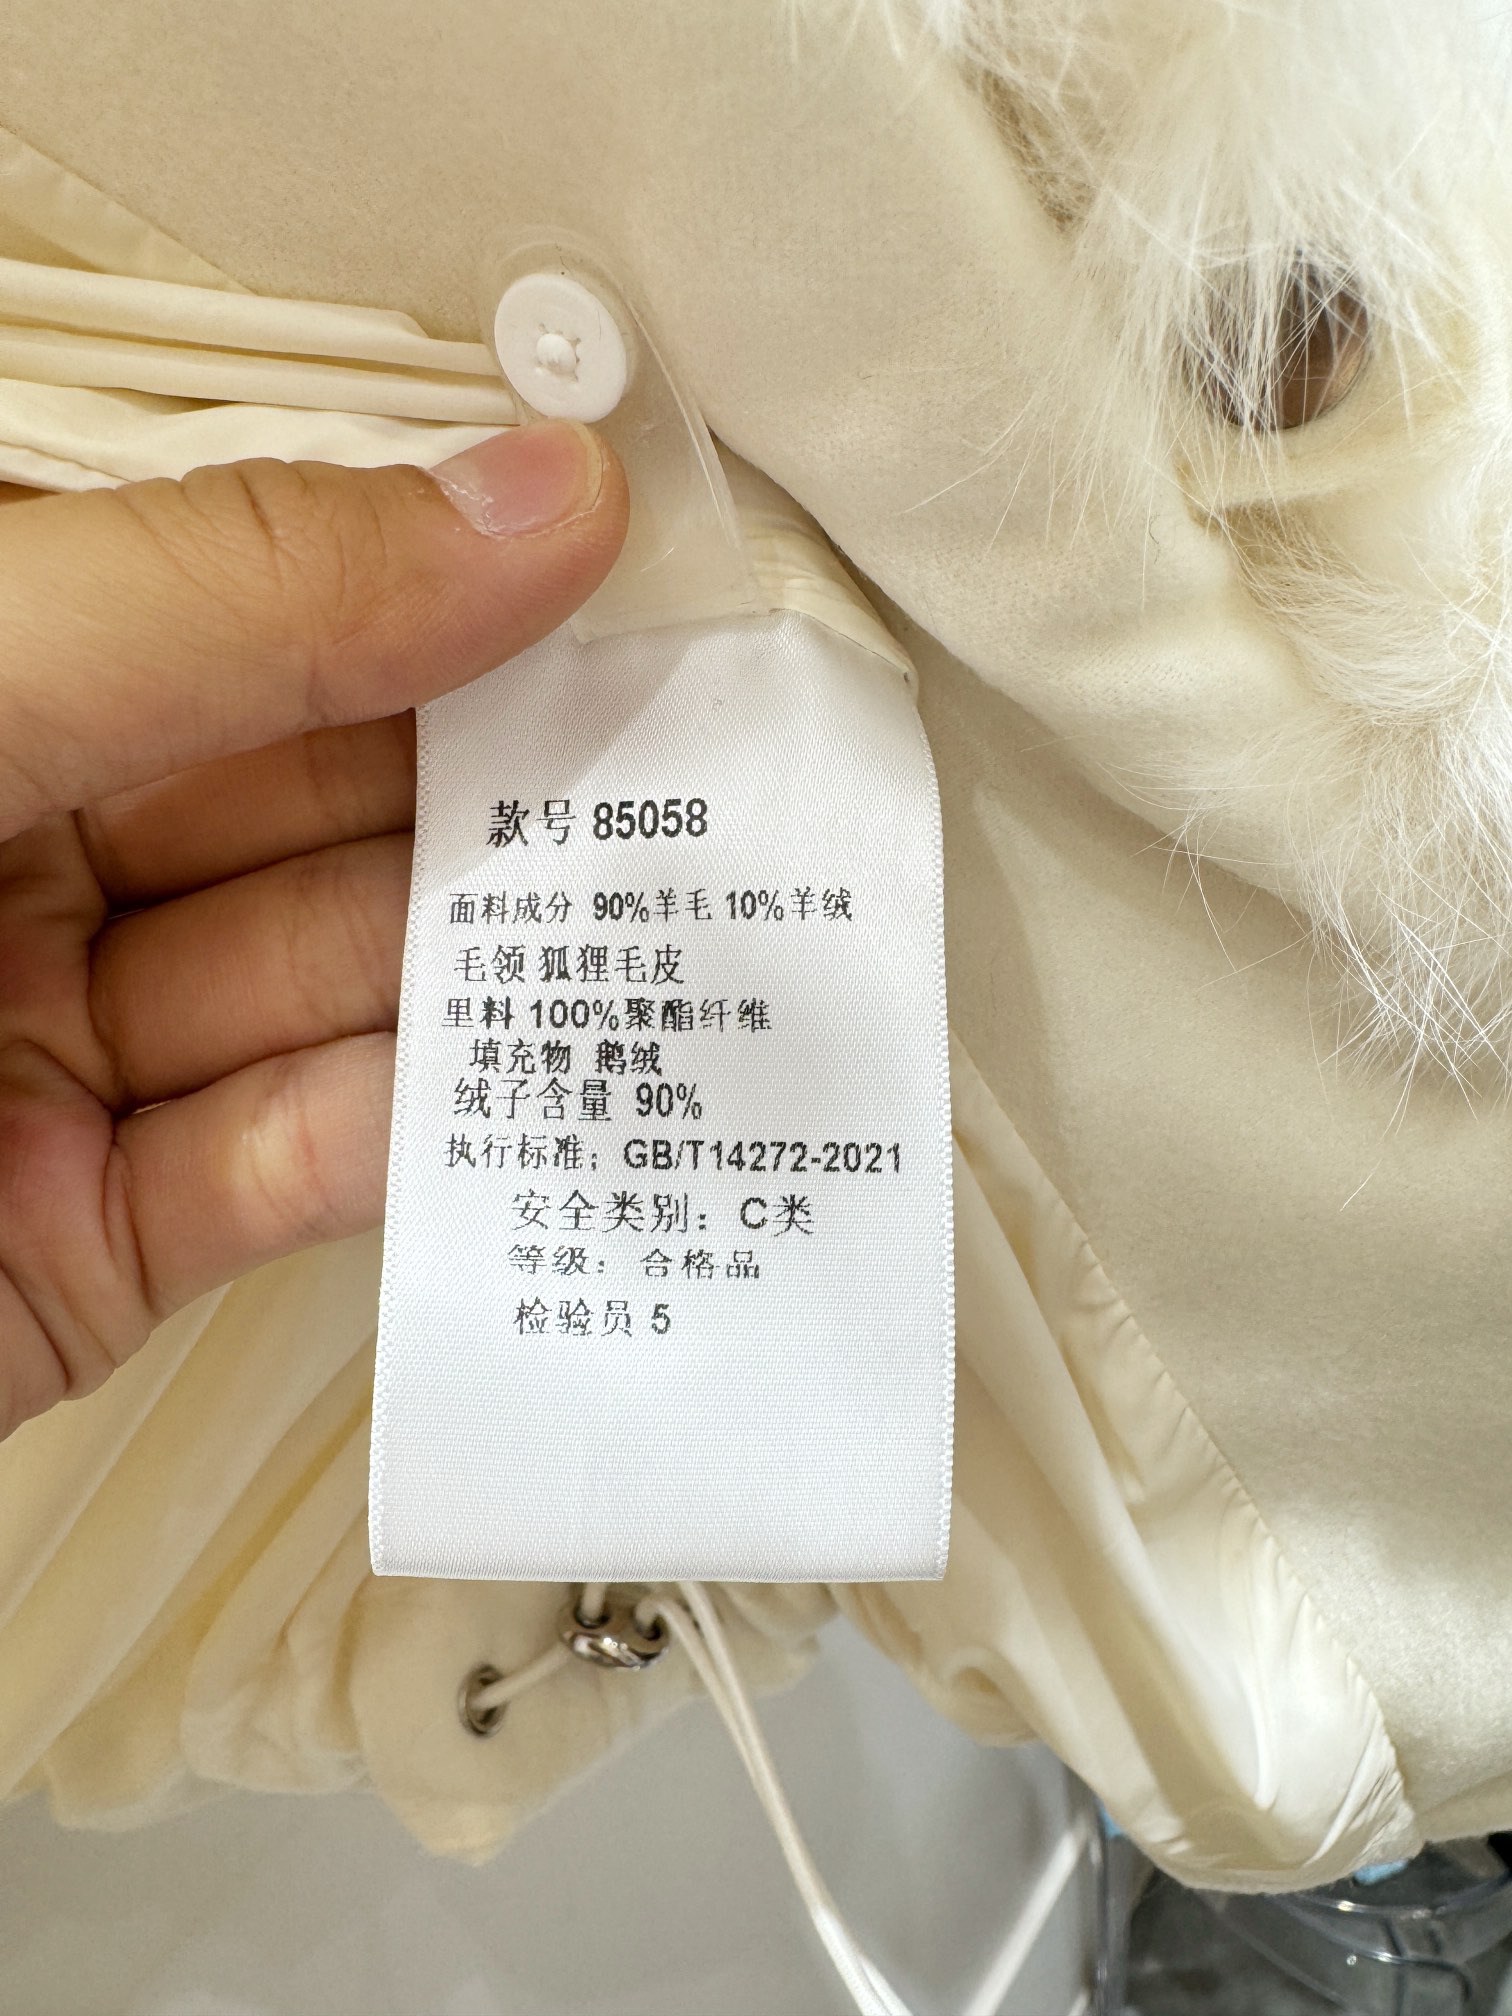 款号 85058
面料成分 90%羊毛 10%羊绒
毛领 狐狸毛皮
里料 100%聚酯纤维
填充物 鹅绒
绒子含量 90%
执行标准；GB/T14272-2021
安全类别：C类
等级：合格品
检验员 5